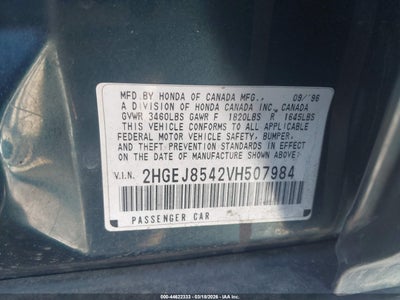 MFD. BY HONDA OF CANADA MFG., 09/'96
A DIVISION OF HONDA CANADA INC., CANADA
GVWR 3460LBS GAWR F 1820LBS R 1645LBS
THIS VEHICLE CONFORMS TO ALL APPLICABLE
FEDERAL MOTOR VEHICLE SAFETY, BUMPER,
AND THEFT PREVENTION STANDARDS IN EFFECT
ON THE DATE OF MANUFACTURE SHOWN ABOVE.
V.I.N. 2HGEJ8542VH507984
PASSENGER CAR
000-44622333 - 03/18/2026 - IAA Inc.